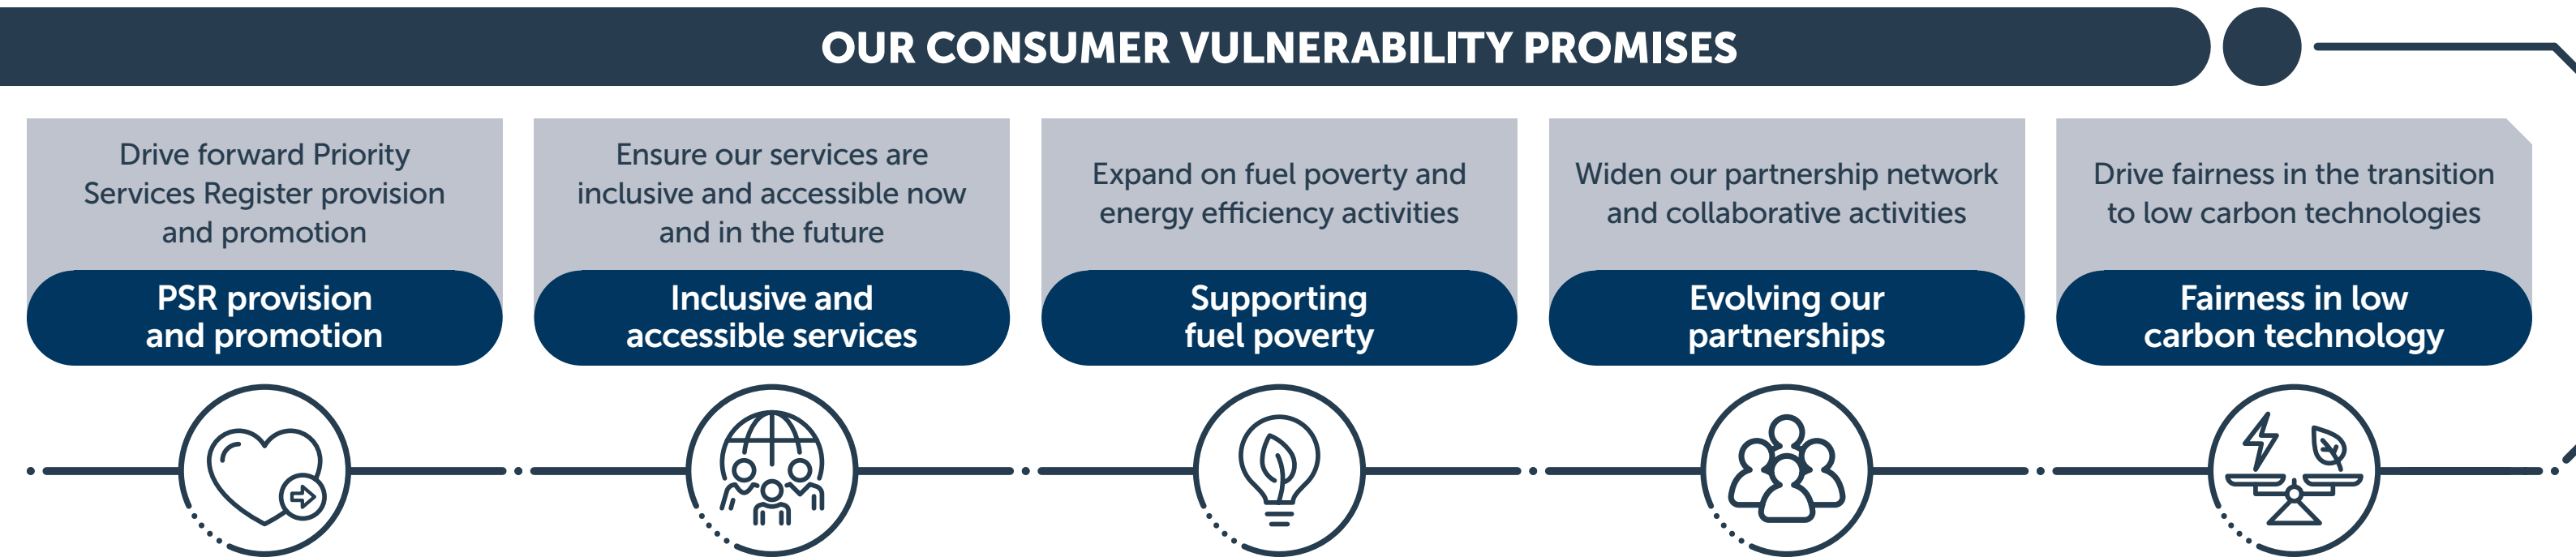 OUR CONSUMER VULNERABILITY PROMISES
Drive forward Priority
Services Register provision
and promotion
PSR provision
and promotion
Ensure our services are
inclusive and accessible now
and in the future
Inclusive and
accessible services
Expand on fuel poverty and
energy efficiency activities
Supporting
fuel poverty
Widen our partnership network
and collaborative activities
Evolving our
partnerships
Drive fairness in the transition
to low carbon technologies
Fairness in low
carbon technology